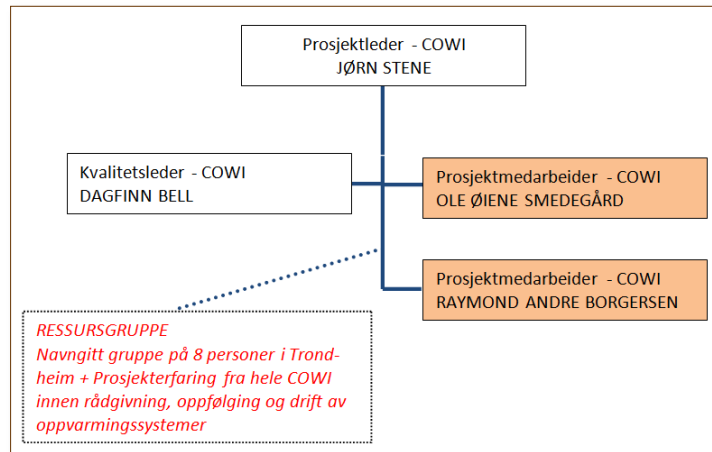 Prosjektleder - COWI
JØRN STENE
Kvalitetsleder - COWI
DAGFINN BELL
Prosjektmedarbeider - COWI
OLE ØIENE SMEDEGÅRD
Prosjektmedarbeider - COWI
RAYMOND ANDRE BORGERSEN
RESSURSGRUPPE
Navngitt gruppe på 8 personer i Trond-
heim + Prosjekterfaring fra hele COWI
innen rådgivning, oppfølging og drift av
oppvarmingssystemer